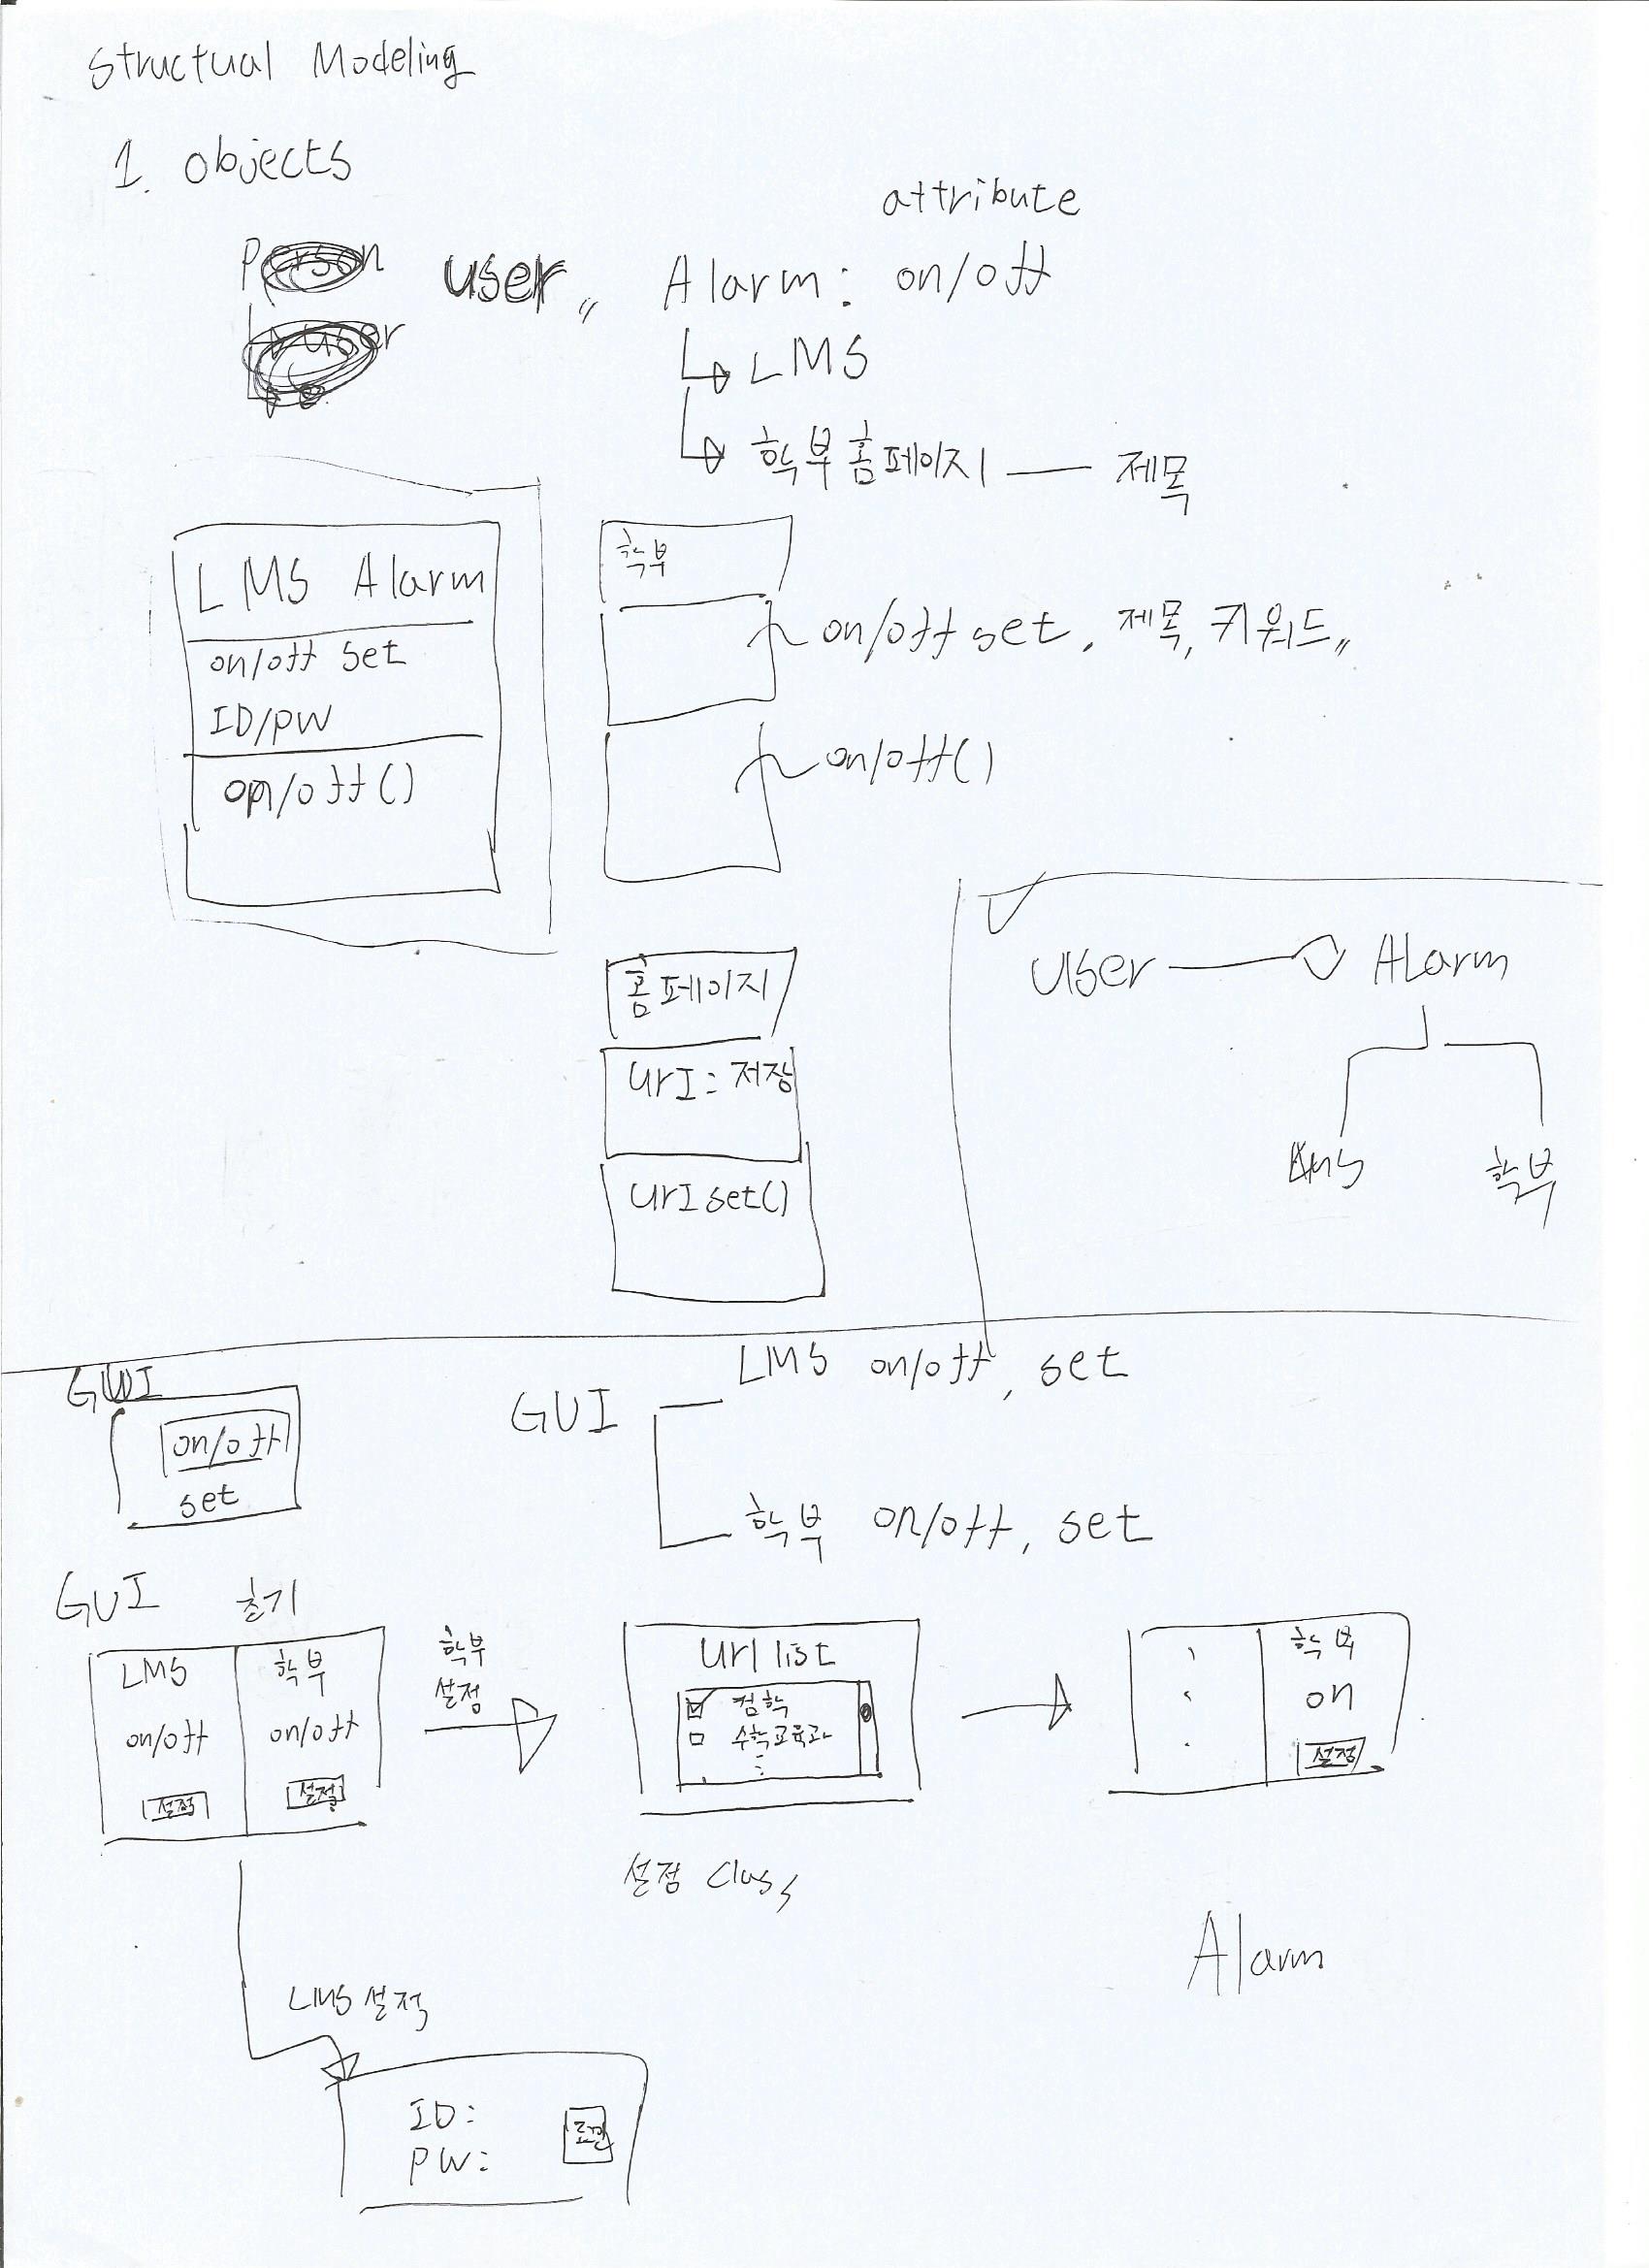 Structual Modeling
1. objects
attribute
Person user,, Alarm: on/off
↳ user
↳ LMS
↳ 학부 홈페이지 — 제목
LMS Alarm
on/off set
ID/PW
on/off()
학부
on/off set, 제목, 키워드,,
on/off()
홈페이지
url: 저장
url set()
user Alarm
LMS 학부
GUI
on/off
set
GUI
LMS on/off, set
학부 on/off, set
GUI 초기
LMS 학부
on/off on/off
설정 설정
학부
설정
url list
컴학
수학교육과
설정 Class
학부
on
설정
Alarm
LMS 설정
ID:
PW: